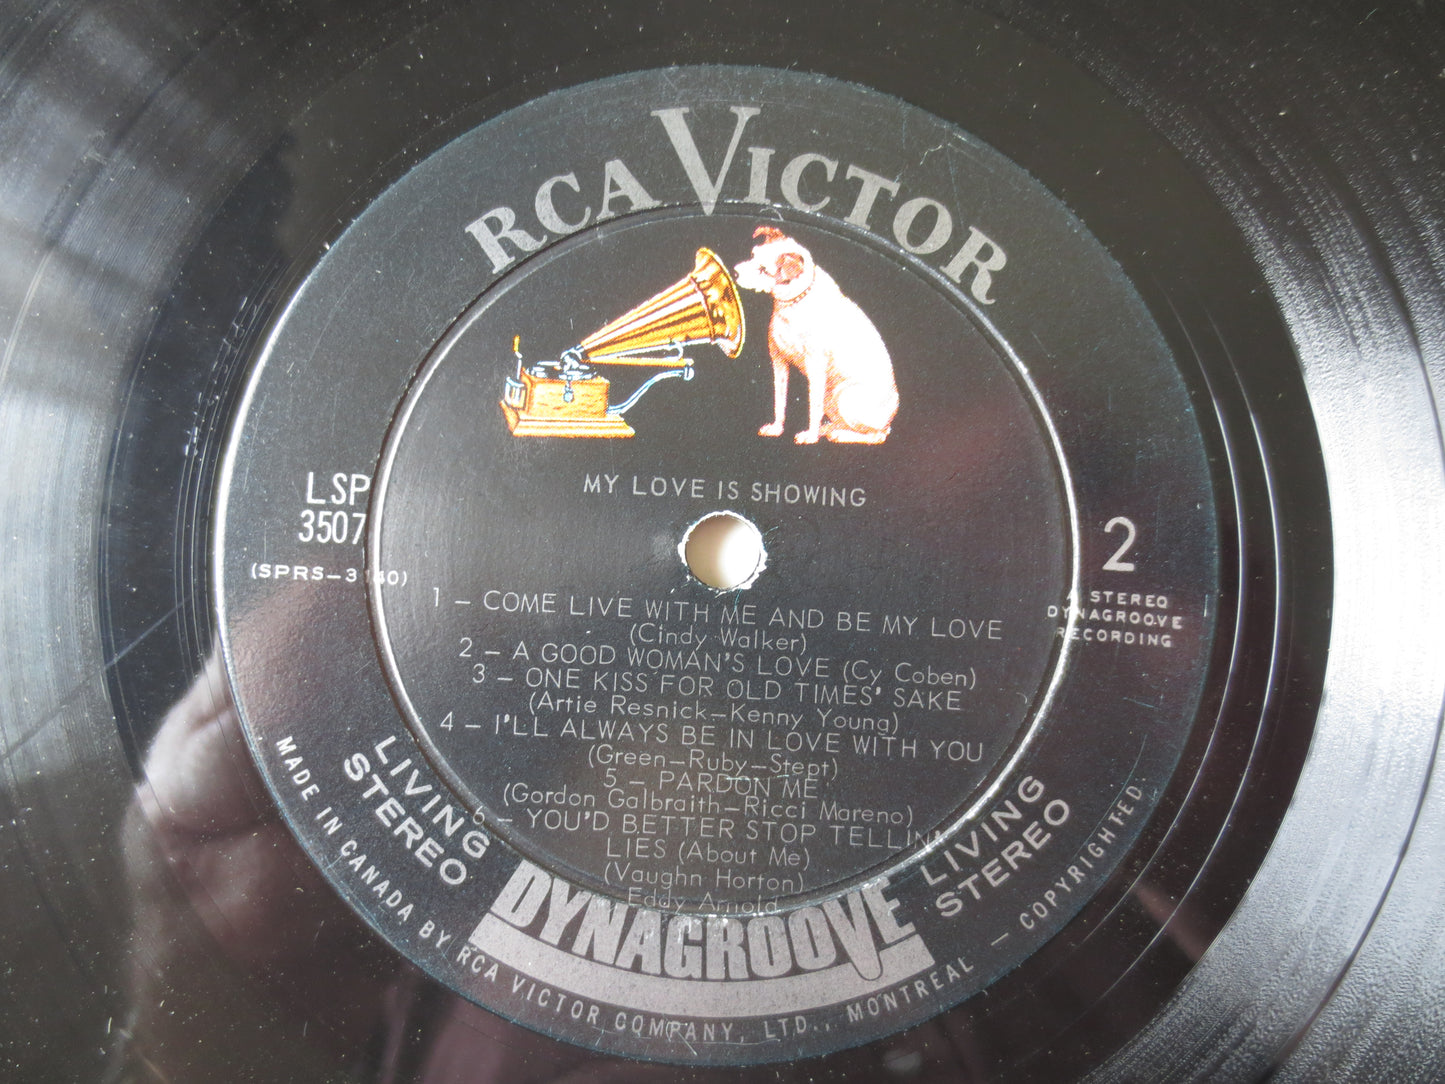 RCA VICTOR
MY LOVE IS SHOWING
LSP
3507
(SPRS-3140)
2
A STEREO
DYNAGROOVE
RECORDING
1 – COME LIVE WITH ME AND BE MY LOVE
(Cindy Walker)
2 – A GOOD WOMAN'S LOVE (Cy Coben)
3 – ONE KISS FOR OLD TIMES' SAKE
(Artie Resnick–Kenny Young)
4 – I'LL ALWAYS BE IN LOVE WITH YOU
(Green–Ruby–Stept)
5 – PARDON ME
(Gordon Galbraith–Ricci Mareno)
6 – YOU'D BETTER STOP TELLIN'
LIES (About Me)
(Vaughn Horton)
Eddy Arnold
LIVING
STEREO
DYNAGROOVE
LIVING
STEREO
MADE IN CANADA BY RCA VICTOR COMPANY, LTD., MONTREAL – COPYRIGHTED.